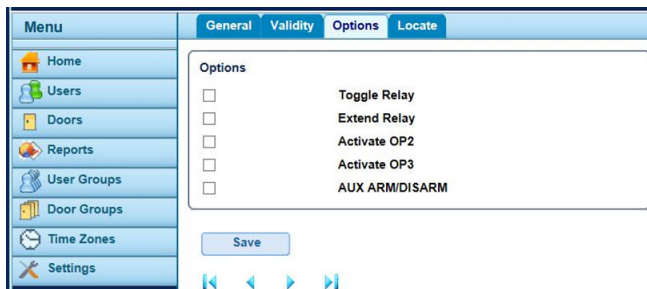 Menu
General Validity Options Locate
Home
Users
Doors
Reports
User Groups
Door Groups
Time Zones
Settings
Options
Toggle Relay
Extend Relay
Activate OP2
Activate OP3
AUX ARM/DISARM
Save